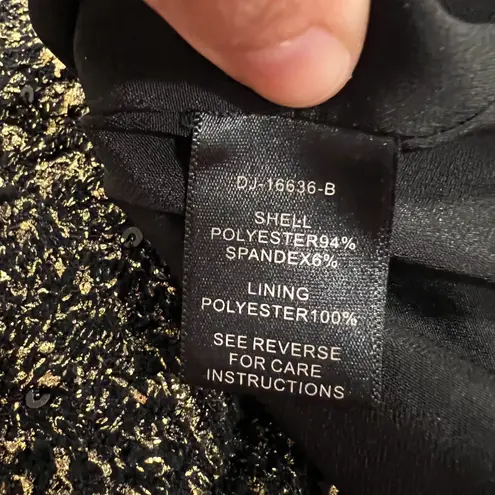 DJ-16636-B
SHELL
POLYESTER94%
SPANDEX6%
LINING
POLYESTER100%
SEE REVERSE
FOR CARE
INSTRUCTIONS